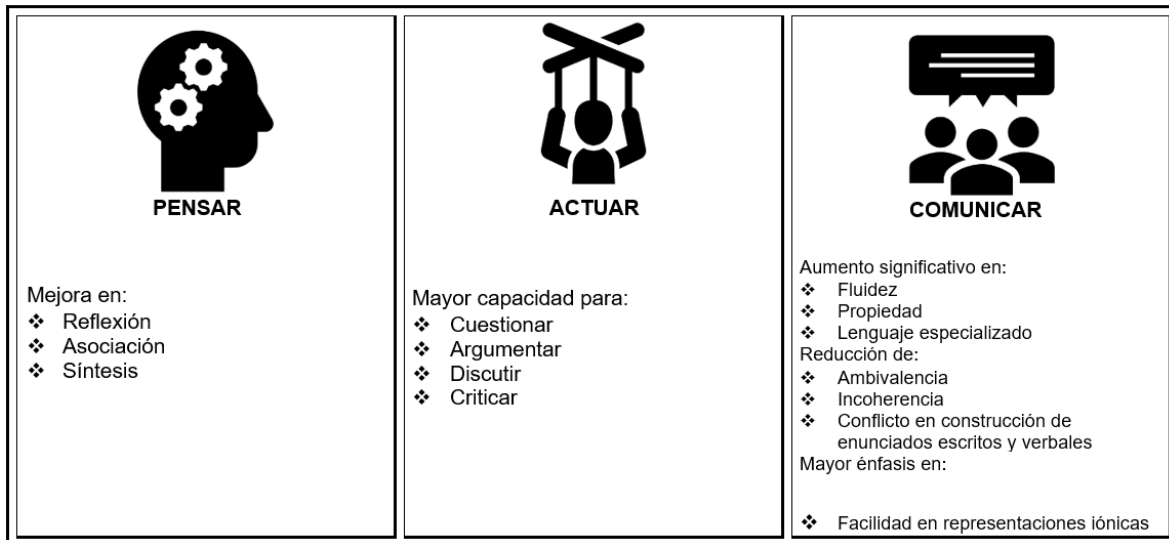 PENSAR
Mejora en:
❖ Reflexión
❖ Asociación
❖ Síntesis
ACTUAR
Mayor capacidad para:
❖ Cuestionar
❖ Argumentar
❖ Discutir
❖ Criticar
COMUNICAR
Aumento significativo en:
❖ Fluidez
❖ Propiedad
❖ Lenguaje especializado
Reducción de:
❖ Ambivalencia
❖ Incoherencia
❖ Conflicto en construcción de
enunciados escritos y verbales
Mayor énfasis en:
❖ Facilidad en representaciones iónicas